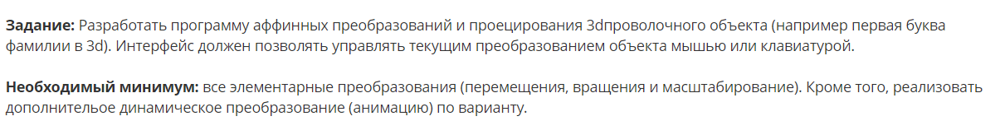 Задание: Разработать программу аффинных преобразований и проецирования 3dпроволочного объекта (например первая буква
фамилии в 3d). Интерфейс должен позволять управлять текущим преобразованием объекта мышью или клавиатурой.
Необходимый минимум: все элементарные преобразования (перемещения, вращения и масштабирование). Кроме того, реализовать
дополнительое динамическое преобразование (анимацию) по варианту.